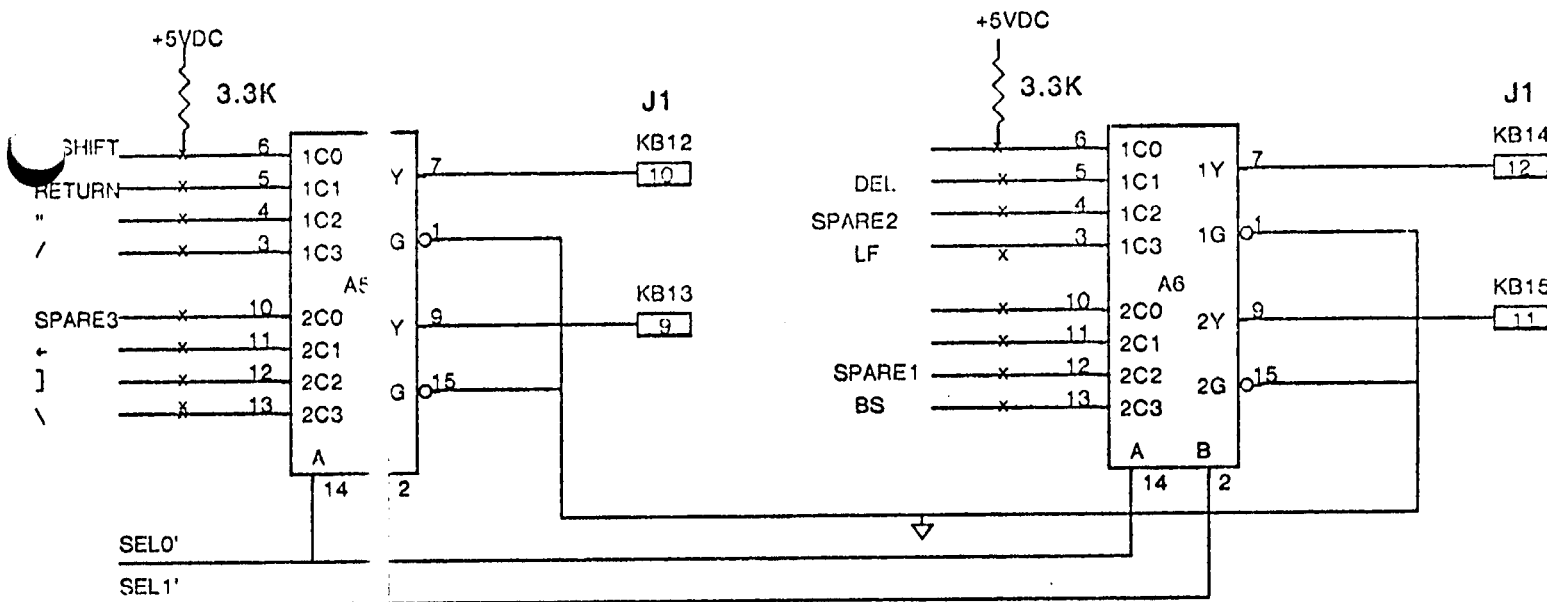 +5VDC
3.3K
J1
SHIFT 6 1C0
KB12
Y 7 10
RETURN 5 1C1
" 4 1C2
/ 3 1C3
G 1
KB13
SPARE3 10 2C0
Y 9 9
← 11 2C1
] 12 2C2
\ 13 2C3
G 15
A
14 2
+5VDC
3.3K
J1
6 1C0
KB14
1Y 7 12
DEL 5 1C1
SPARE2 4 1C2
LF 3 1C3
1G 1
A6
KB15
10 2C0
2Y 9 11
11 2C1
SPARE1 12 2C2
BS 13 2C3
2G 15
A B
14 2
SEL0'
SEL1'